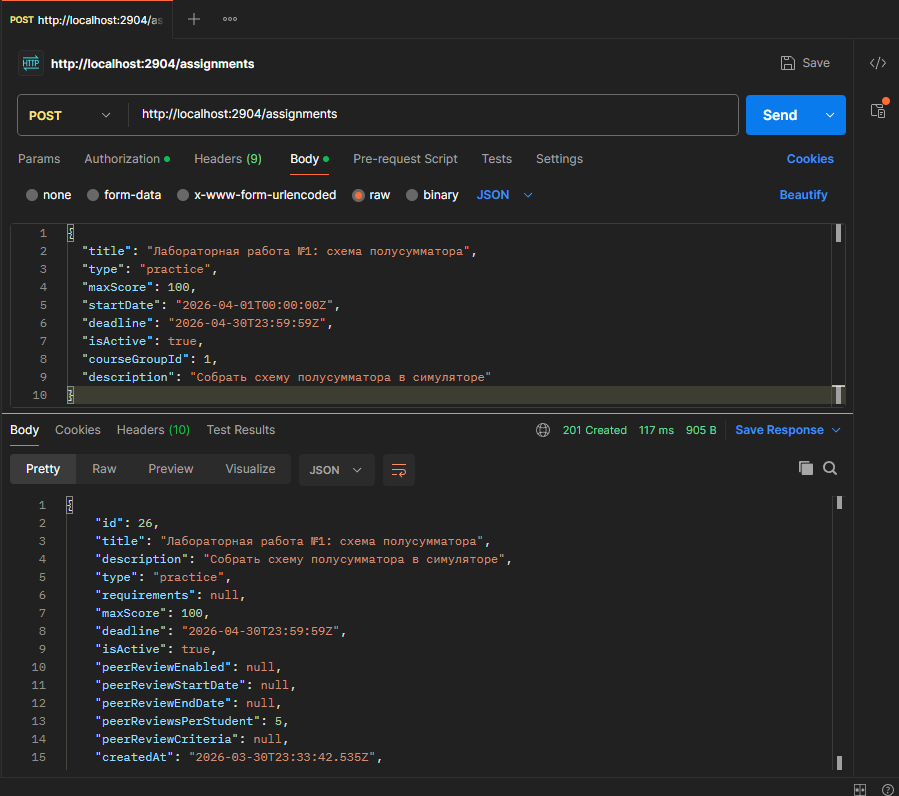 POST http://localhost:2904/as
HTTP http://localhost:2904/assignments Save
POST http://localhost:2904/assignments Send
Params Authorization Headers (9) Body Pre-request Script Tests Settings Cookies
none form-data x-www-form-urlencoded raw binary JSON Beautify
1 {
2 "title": "Лабораторная работа №1: схема полусумматора",
3 "type": "practice",
4 "maxScore": 100,
5 "startDate": "2026-04-01T00:00:00Z",
6 "deadline": "2026-04-30T23:59:59Z",
7 "isActive": true,
8 "courseGroupId": 1,
9 "description": "Собрать схему полусумматора в симуляторе"
10 }
Body Cookies Headers (10) Test Results 201 Created 117 ms 905 B Save Response
Pretty Raw Preview Visualize JSON
1 {
2 "id": 26,
3 "title": "Лабораторная работа №1: схема полусумматора",
4 "description": "Собрать схему полусумматора в симуляторе",
5 "type": "practice",
6 "requirements": null,
7 "maxScore": 100,
8 "deadline": "2026-04-30T23:59:59Z",
9 "isActive": true,
10 "peerReviewEnabled": null,
11 "peerReviewStartDate": null,
12 "peerReviewEndDate": null,
13 "peerReviewsPerStudent": 5,
14 "peerReviewCriteria": null,
15 "createdAt": "2026-03-30T23:33:42.535Z",